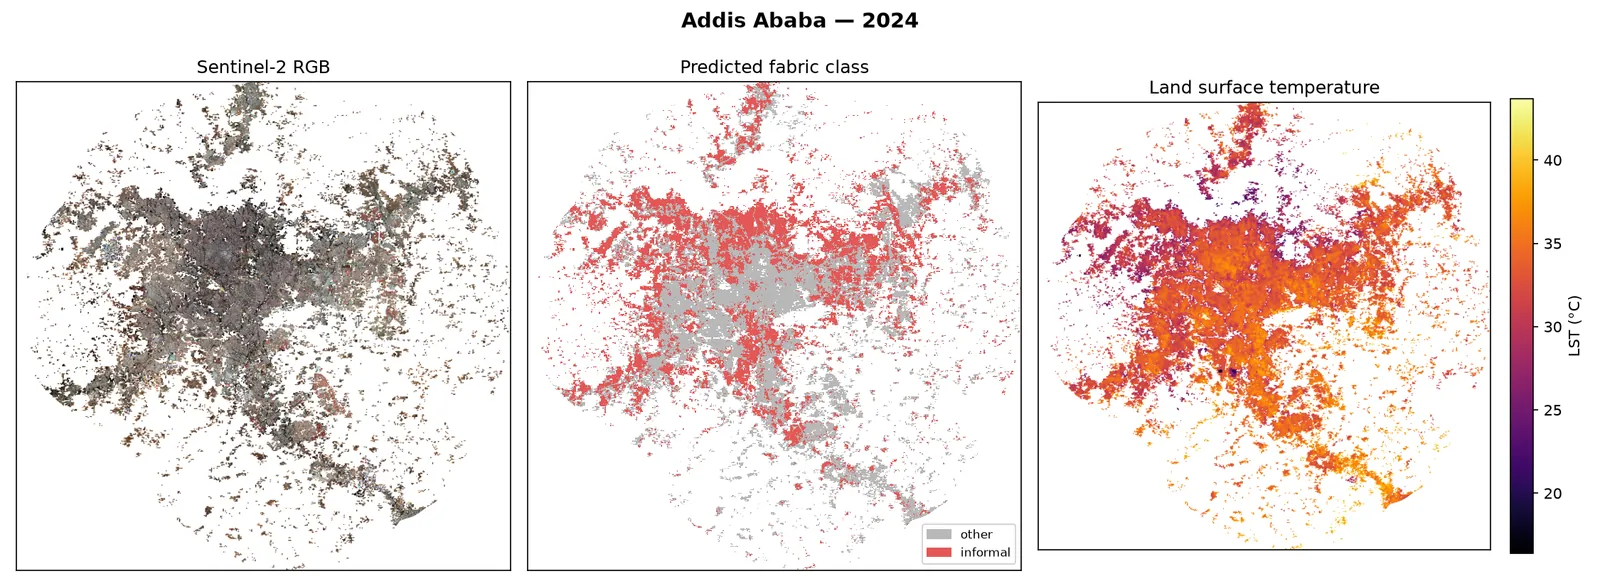 Addis Ababa — 2024
Sentinel-2 RGB
Predicted fabric class
other
informal
Land surface temperature
40
35
30
25
20
LST (°C)